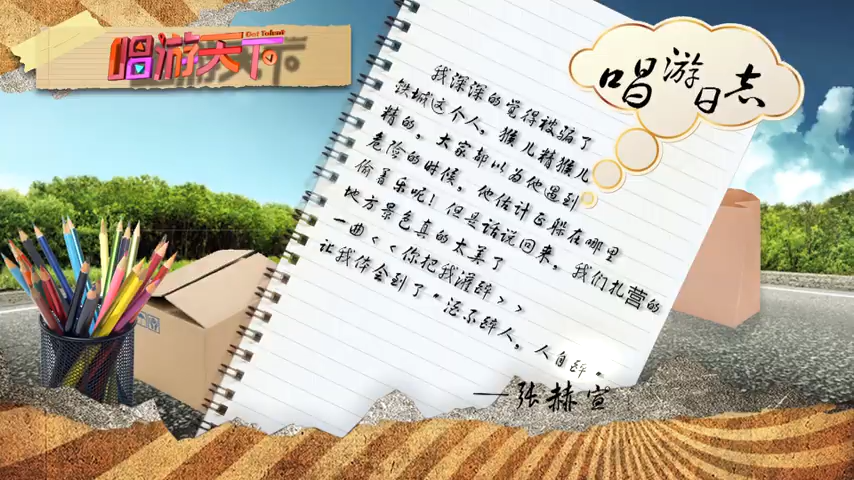 唱游天下
Got Talent
唱游日志
我深深的觉得被骗了
铁城这个人，猴儿精猴儿
精的，大家都以为他遇到
危险的时候，他估计正躲在哪里
偷着乐呢！但是话说回来，我们扎营的
地方景色真的太美了
一曲<<你把我灌醉>>
让我体会到了"酒不醉人，人自醉"
—张赫宣